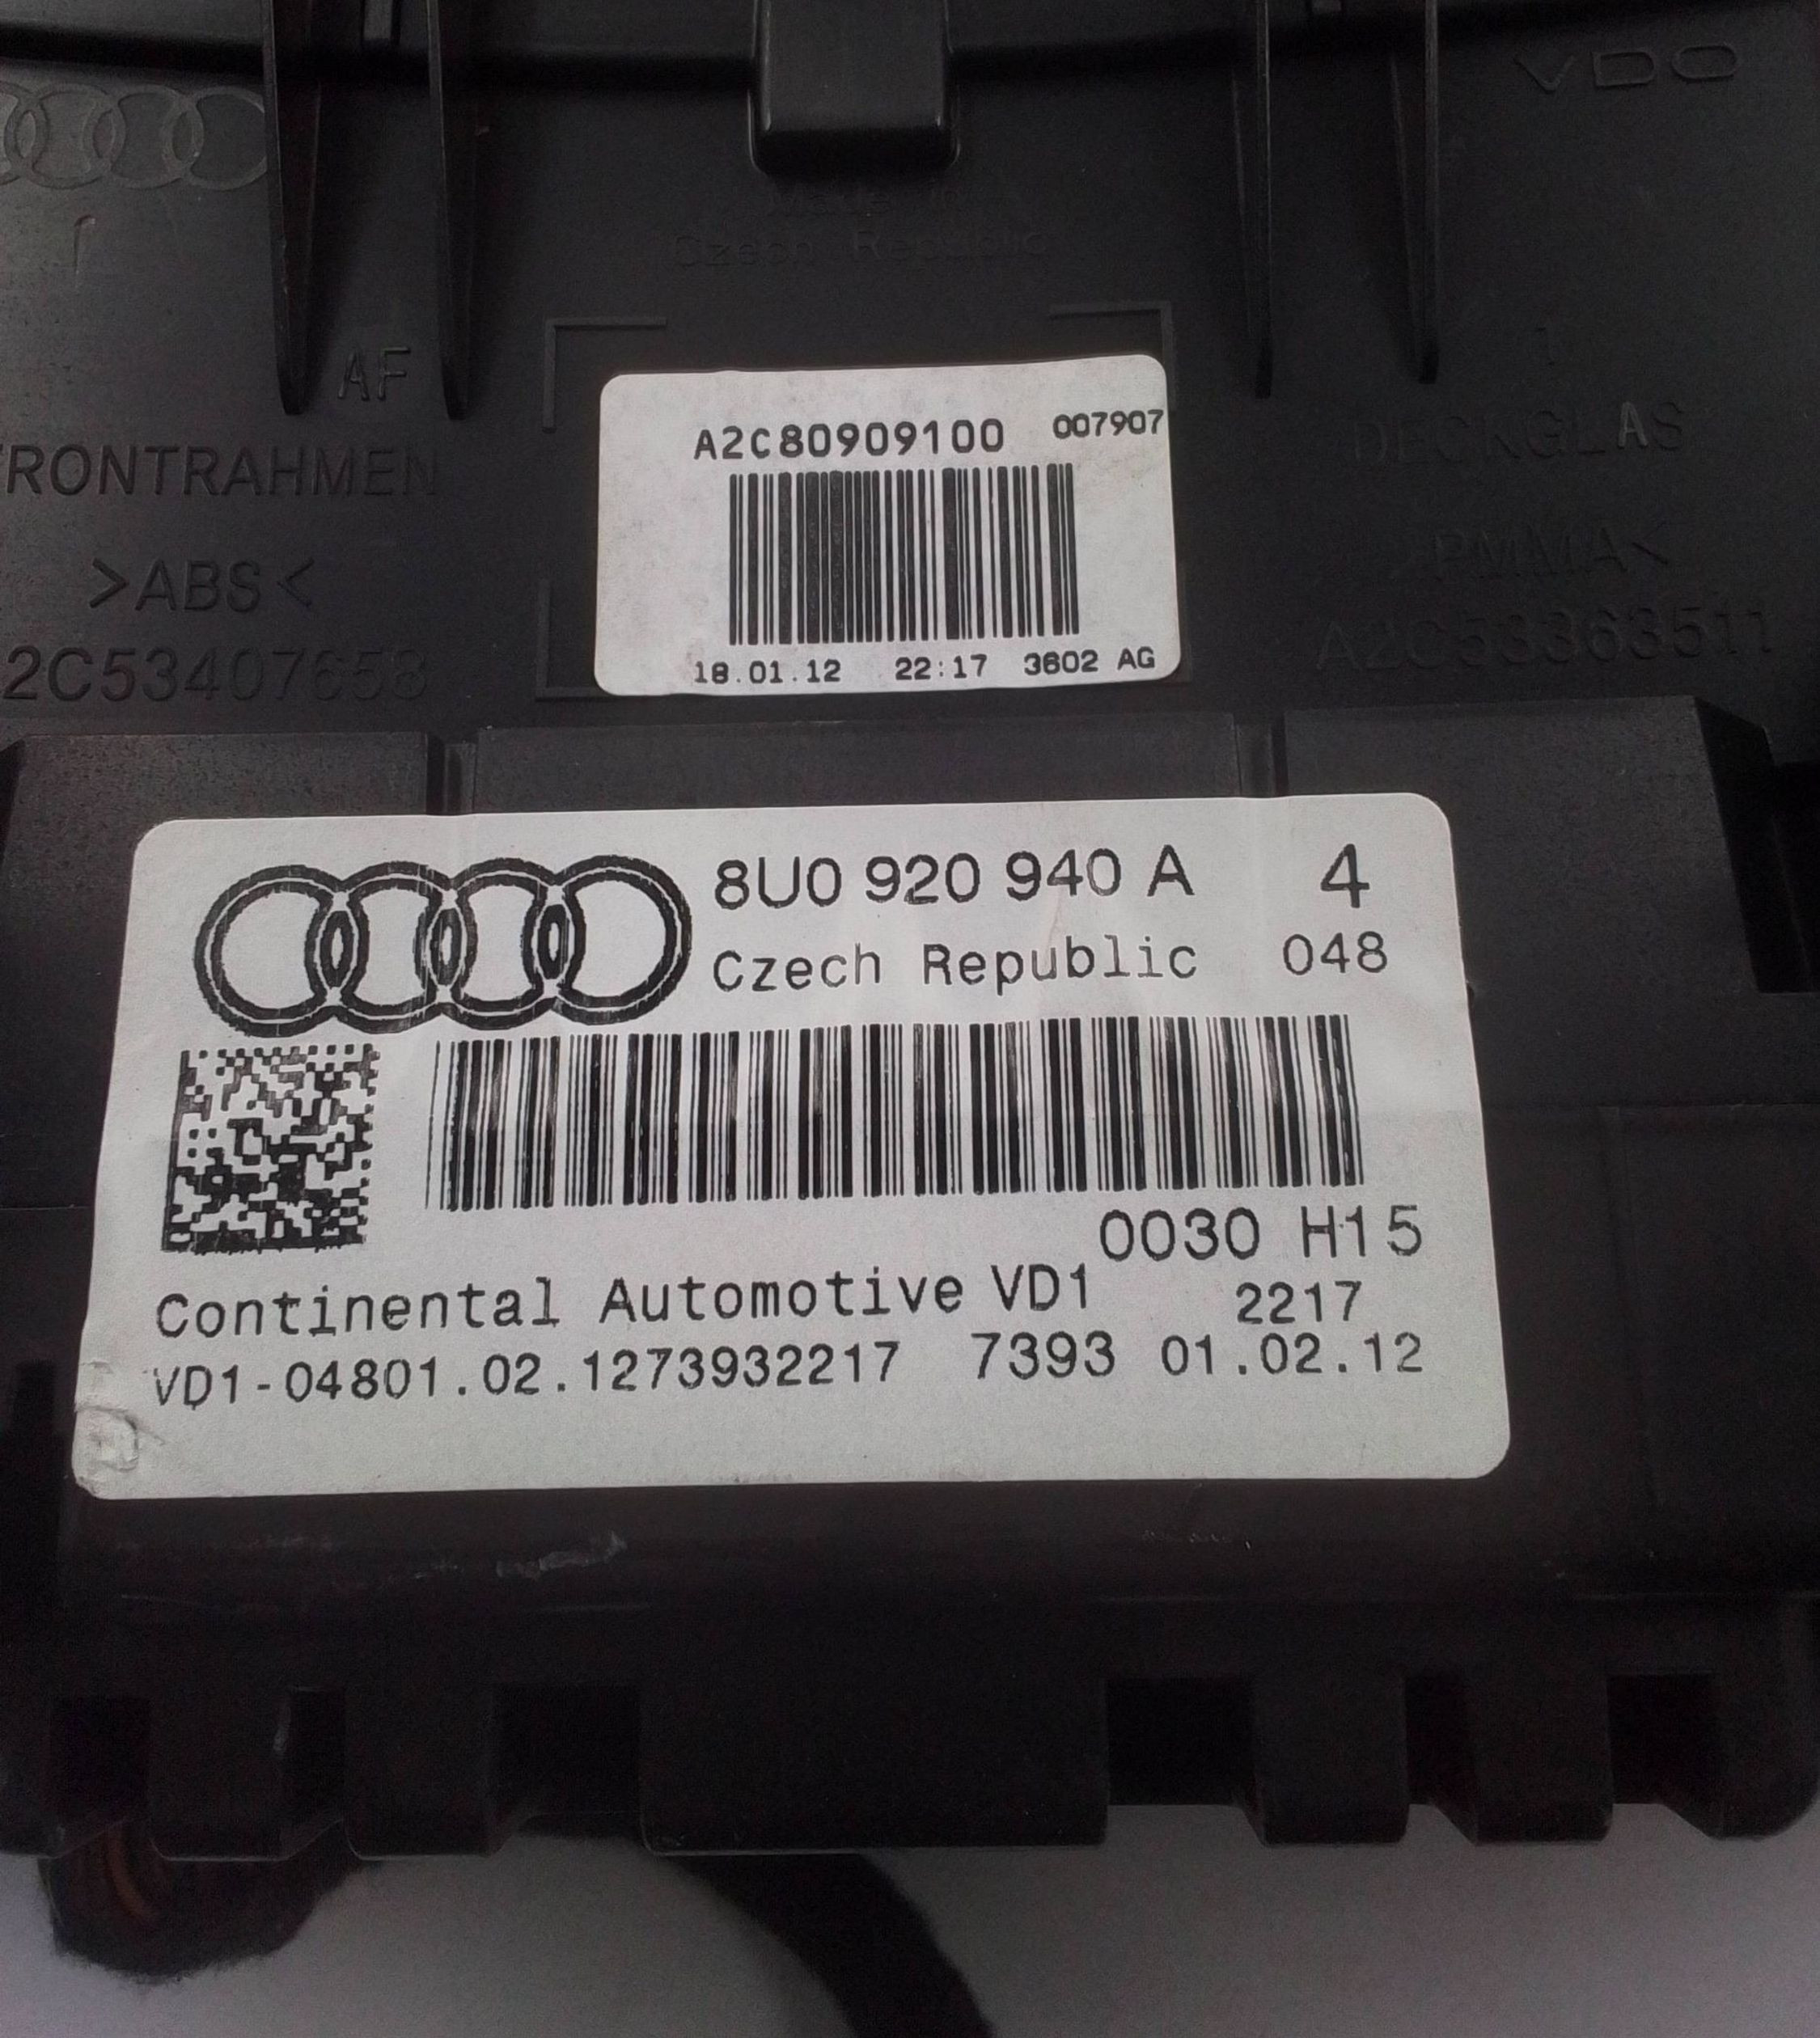 VDO
Made in
Czech Republic
AF
FRONTRAHMEN
>ABS<
2C53407658
A2C80909100 007907
18.01.12 22:17 3602 AG
DECKGLAS
>PMMA<
A2C53363511
8U0 920 940 A 4
Czech Republic 048
0030 H15
Continental Automotive VD1 2217
VD1-04801.02.1273932217 7393 01.02.12